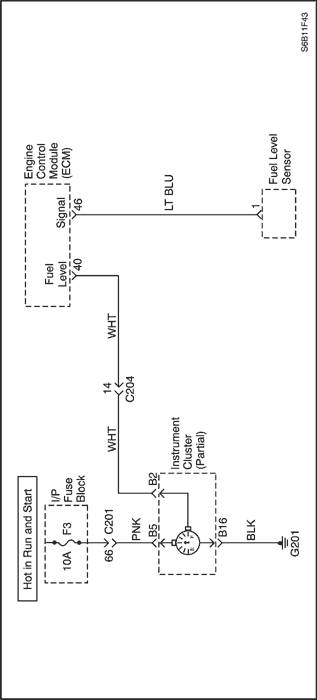 Hot in Run and Start
I/P
Fuse
Block
F3
10A
66
C201
PNK
B5
B2
Instrument
Cluster
(Partial)
E
F
B16
BLK
G201
WHT
14
C204
WHT
Engine
Control
Module
(ECM)
Fuel
Level
Signal
40
46
LT BLU
1
Fuel Level
Sensor
S6B11F43